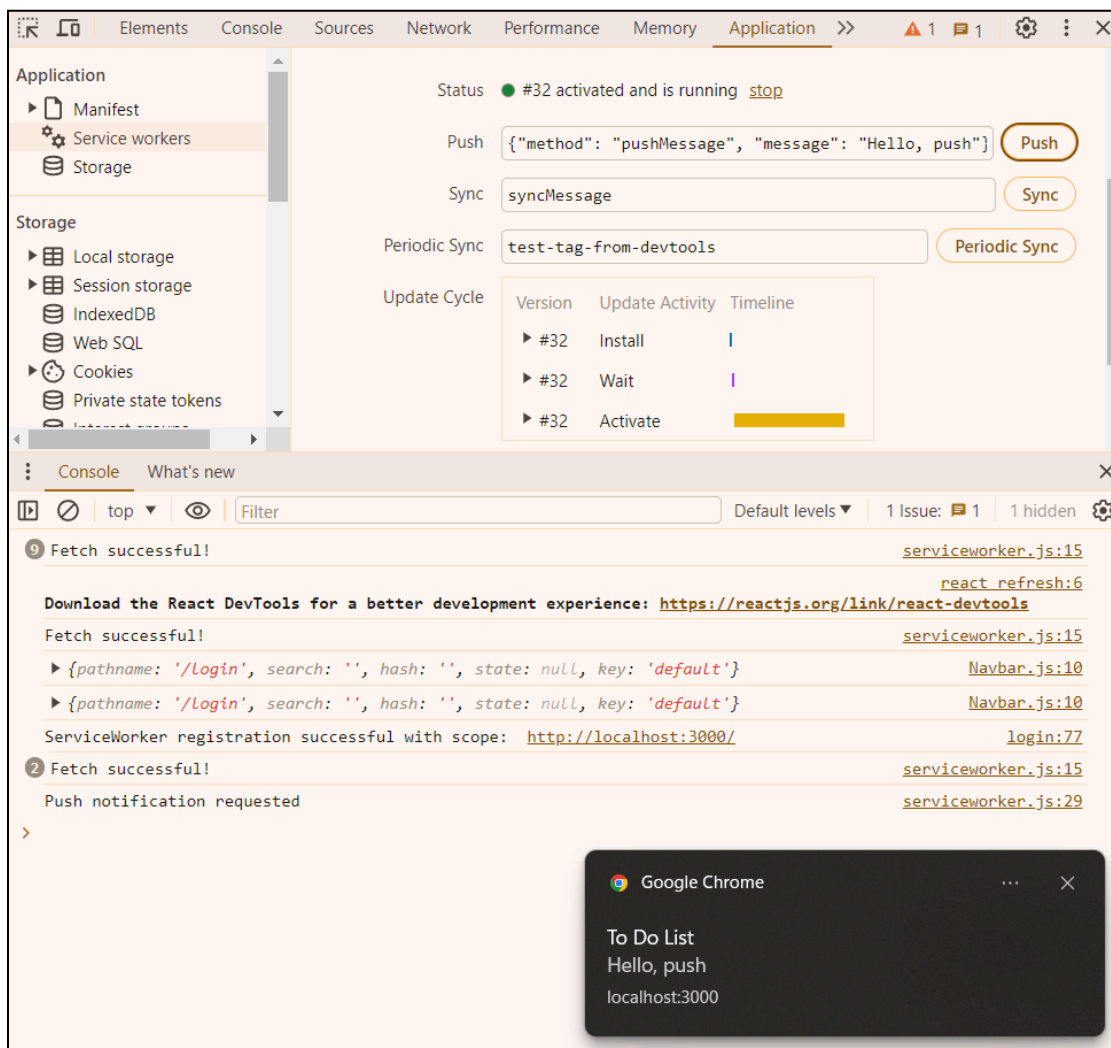 Elements Console Sources Network Performance Memory Application 1 1
Application
Manifest
Service workers
Storage
Storage
Local storage
Session storage
IndexedDB
Web SQL
Cookies
Private state tokens
Interest groups
Status #32 activated and is running stop
Push {"method": "pushMessage", "message": "Hello, push"} Push
Sync syncMessage Sync
Periodic Sync test-tag-from-devtools Periodic Sync
Update Cycle Version Update Activity Timeline
#32 Install
#32 Wait
#32 Activate
Console What's new
top Filter Default levels 1 Issue: 1 1 hidden
9 Fetch successful! serviceworker.js:15
react refresh:6
Download the React DevTools for a better development experience: https://reactjs.org/link/react-devtools
Fetch successful! serviceworker.js:15
{pathname: '/login', search: '', hash: '', state: null, key: 'default'} Navbar.js:10
{pathname: '/login', search: '', hash: '', state: null, key: 'default'} Navbar.js:10
ServiceWorker registration successful with scope: http://localhost:3000/ login:77
2 Fetch successful! serviceworker.js:15
Push notification requested serviceworker.js:29
Google Chrome
To Do List
Hello, push
localhost:3000